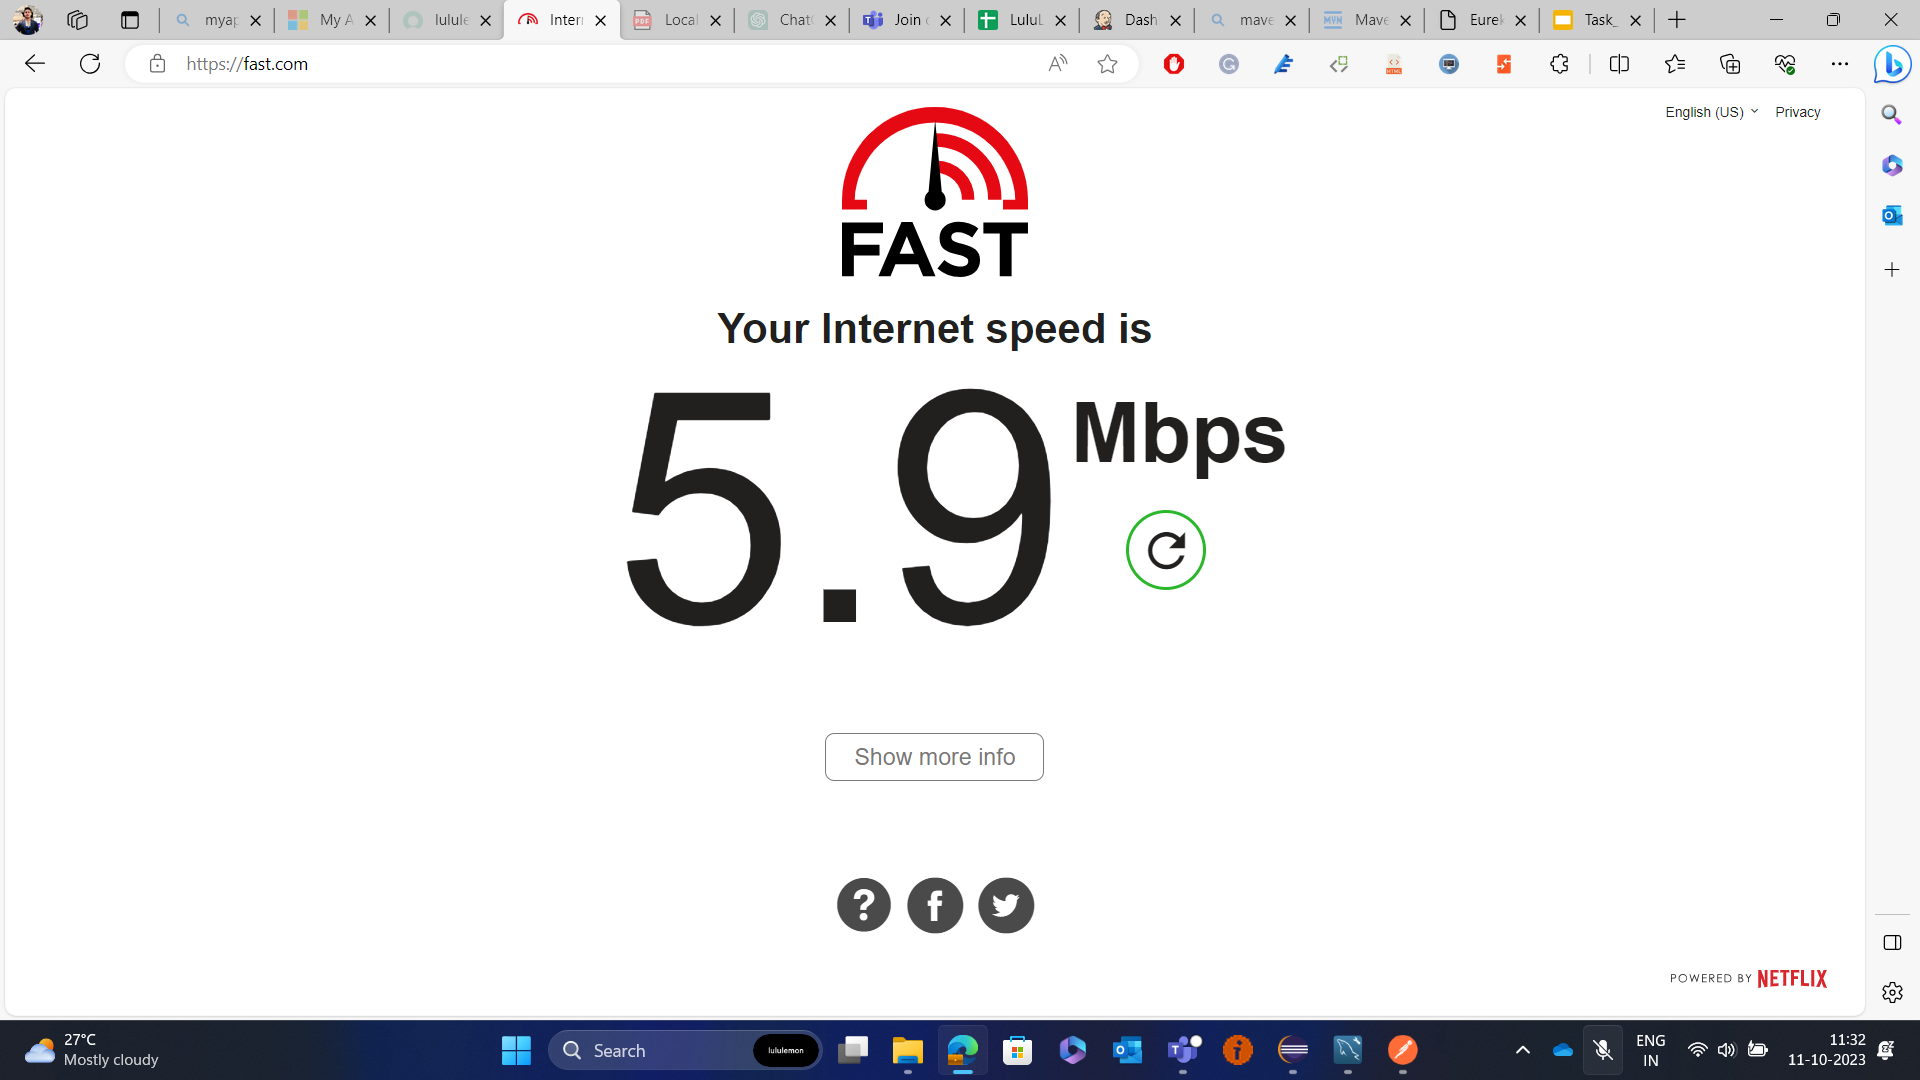 myap
My A
lulule
Intern
Local
Chat
Join
LuluL
Dash
mave
Mave
Eurek
Task_
https://fast.com
English (US)
Privacy
FAST
Your Internet speed is
5.9 Mbps
Show more info
POWERED BY NETFLIX
27°C
Mostly cloudy
Search
lululemon
ENG
IN
11:32
11-10-2023